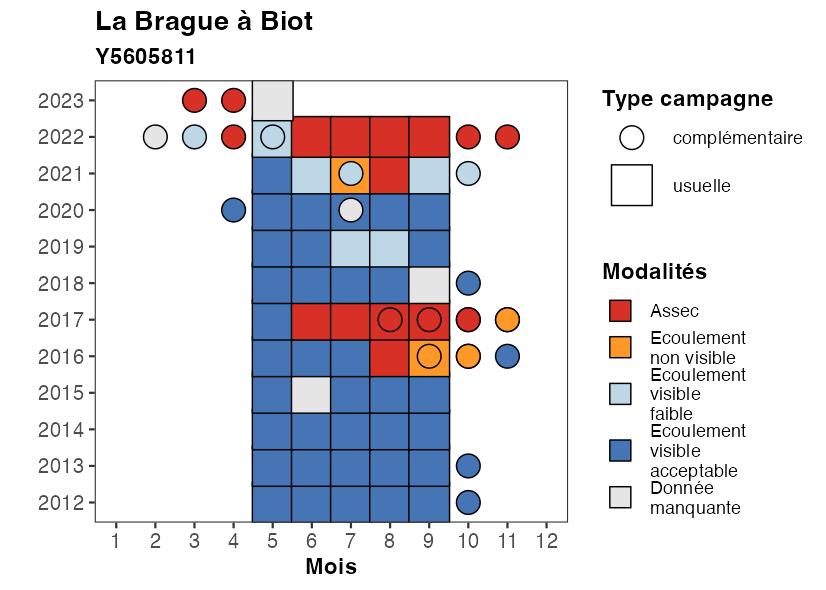 La Brague à Biot
Y5605811
2023
2022
2021
2020
2019
2018
2017
2016
2015
2014
2013
2012
1 2 3 4 5 6 7 8 9 10 11 12
Mois
Type campagne
complémentaire
usuelle
Modalités
Assec
Ecoulement
non visible
Ecoulement
visible
faible
Ecoulement
visible
acceptable
Donnée
manquante